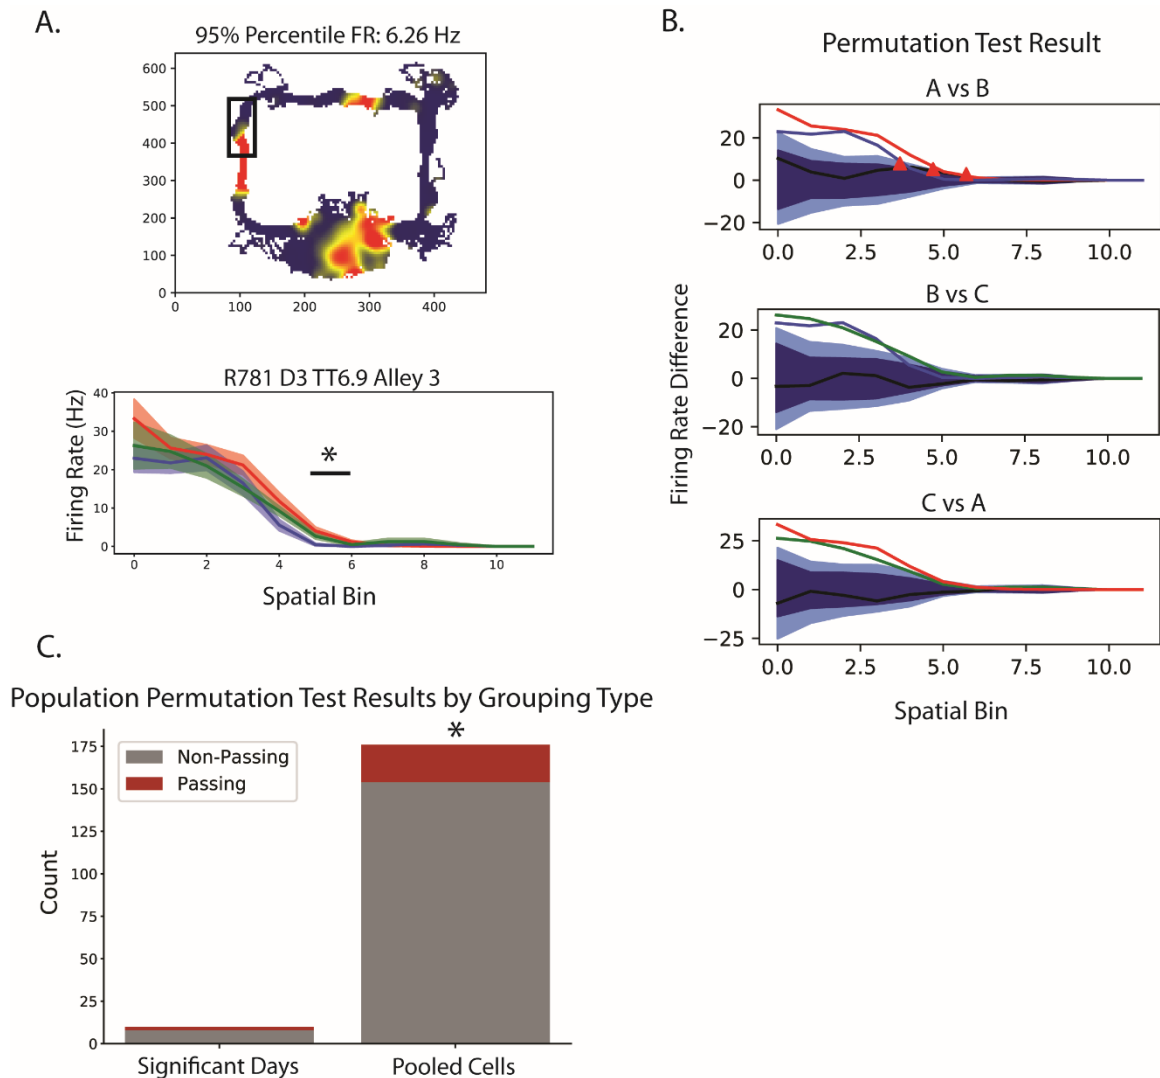 A.
95% Percentile FR: 6.26 Hz
600
500
400
300
200
100
0
0 100 200 300 400
R781 D3 TT6.9 Alley 3
Firing Rate (Hz)
40
30
20
10
0
*
0 2 4 6 8 10
Spatial Bin
B.
Permutation Test Result
A vs B
20
0
−20
0.0 2.5 5.0 7.5 10.0
B vs C
Firing Rate Difference
20
0
−20
0.0 2.5 5.0 7.5 10.0
C vs A
25
0
−25
0.0 2.5 5.0 7.5 10.0
Spatial Bin
C.
Population Permutation Test Results by Grouping Type
Count
175
150
125
100
75
50
25
0
Non-Passing
Passing
*
Significant Days Pooled Cells